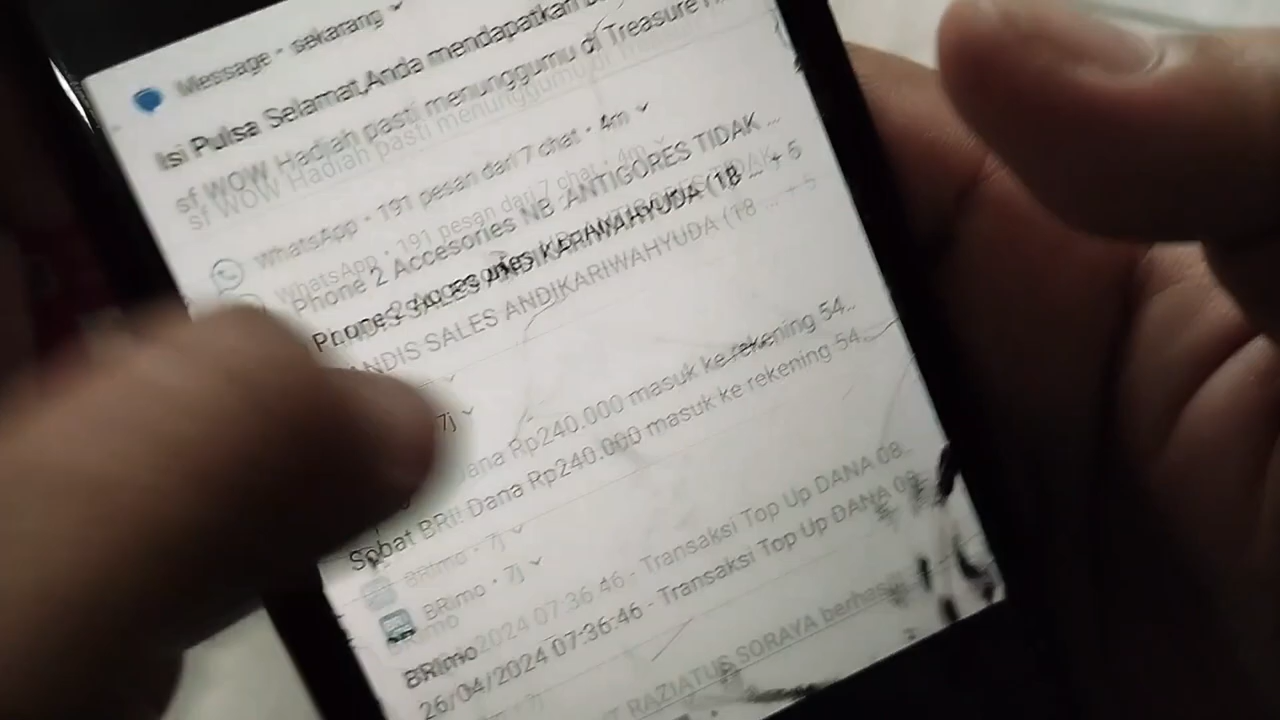 Message • sekarang
Isi Pulsa Selamat,Anda mendapatkan
sf, WOW Hadiah pasti menunggumu di Treasure
WhatsApp • 191 pesan dari 7 chat • 4m
Phone 2 Accesories NB :ANTIGORES TIDAK ...
ANDIS SALES ANDIKARIWAHYUDA (18 ... + 5
7j
Sobat BRI! Dana Rp240.000 masuk ke rekening 54..
BRImo • 7j
BRImo
26/04/2024 07:36:46 - Transaksi Top Up DANA 08..
RAZIATUS SORAYA berhasil